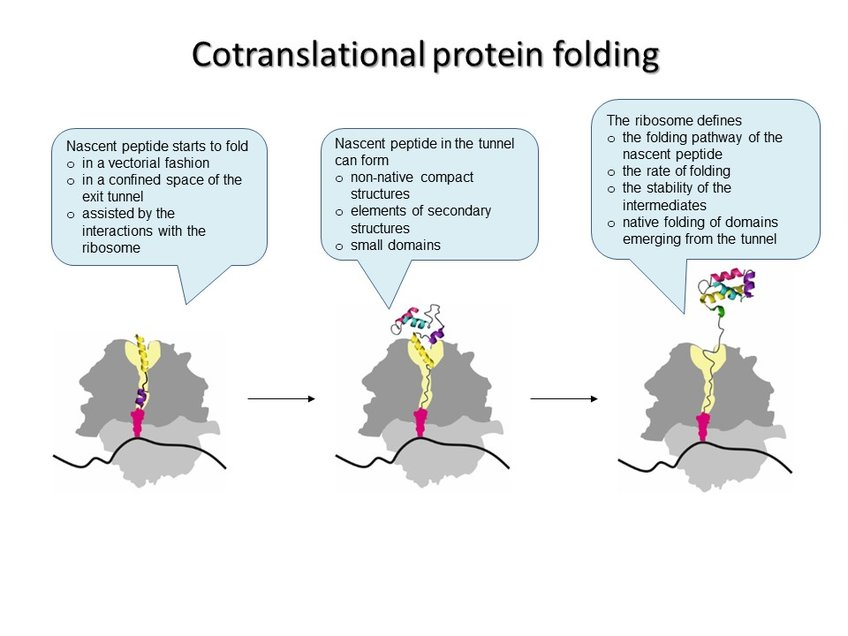 Cotranslational protein folding
Nascent peptide starts to fold
o in a vectorial fashion
o in a confined space of the
exit tunnel
o assisted by the
interactions with the
ribosome
Nascent peptide in the tunnel
can form
o non-native compact
structures
o elements of secondary
structures
o small domains
The ribosome defines
o the folding pathway of the
nascent peptide
o the rate of folding
o the stability of the
intermediates
o native folding of domains
emerging from the tunnel